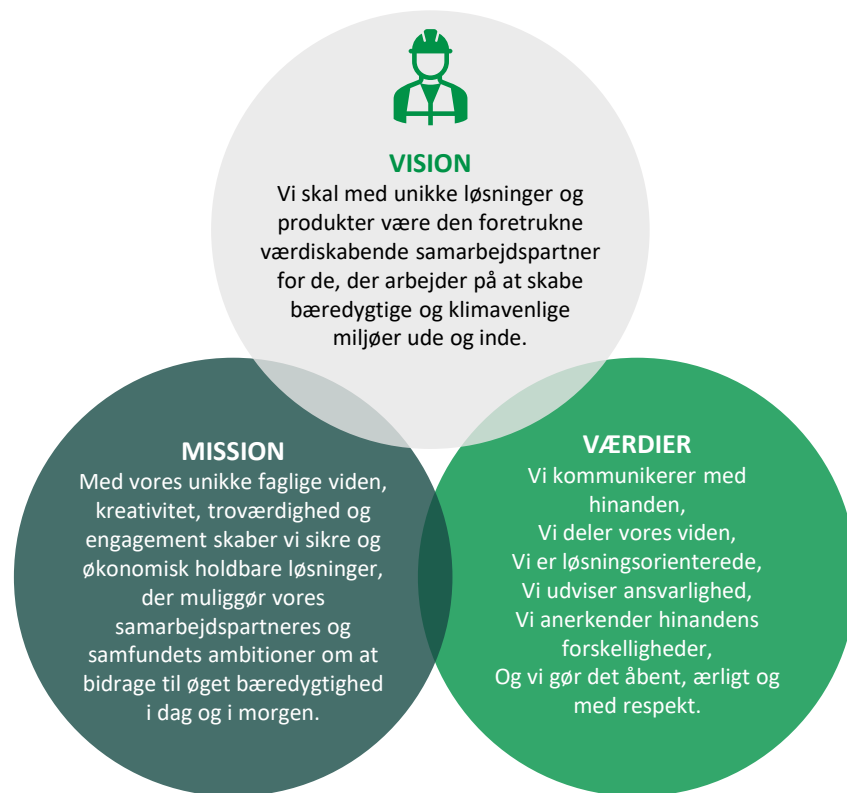 VISION
Vi skal med unikke løsninger og
produkter være den foretrukne
værdiskabende samarbejdspartner
for de, der arbejder på at skabe
bæredygtige og klimavenlige
miljøer ude og inde.
MISSION
Med vores unikke faglige viden,
kreativitet, troværdighed og
engagement skaber vi sikre og
økonomisk holdbare løsninger,
der muliggør vores
samarbejdspartneres og
samfundets ambitioner om at
bidrage til øget bæredygtighed
i dag og i morgen.
VÆRDIER
Vi kommunikerer med
hinanden,
Vi deler vores viden,
Vi er løsningsorienterede,
Vi udviser ansvarlighed,
Vi anerkender hinandens
forskelligheder,
Og vi gør det åbent, ærligt og
med respekt.